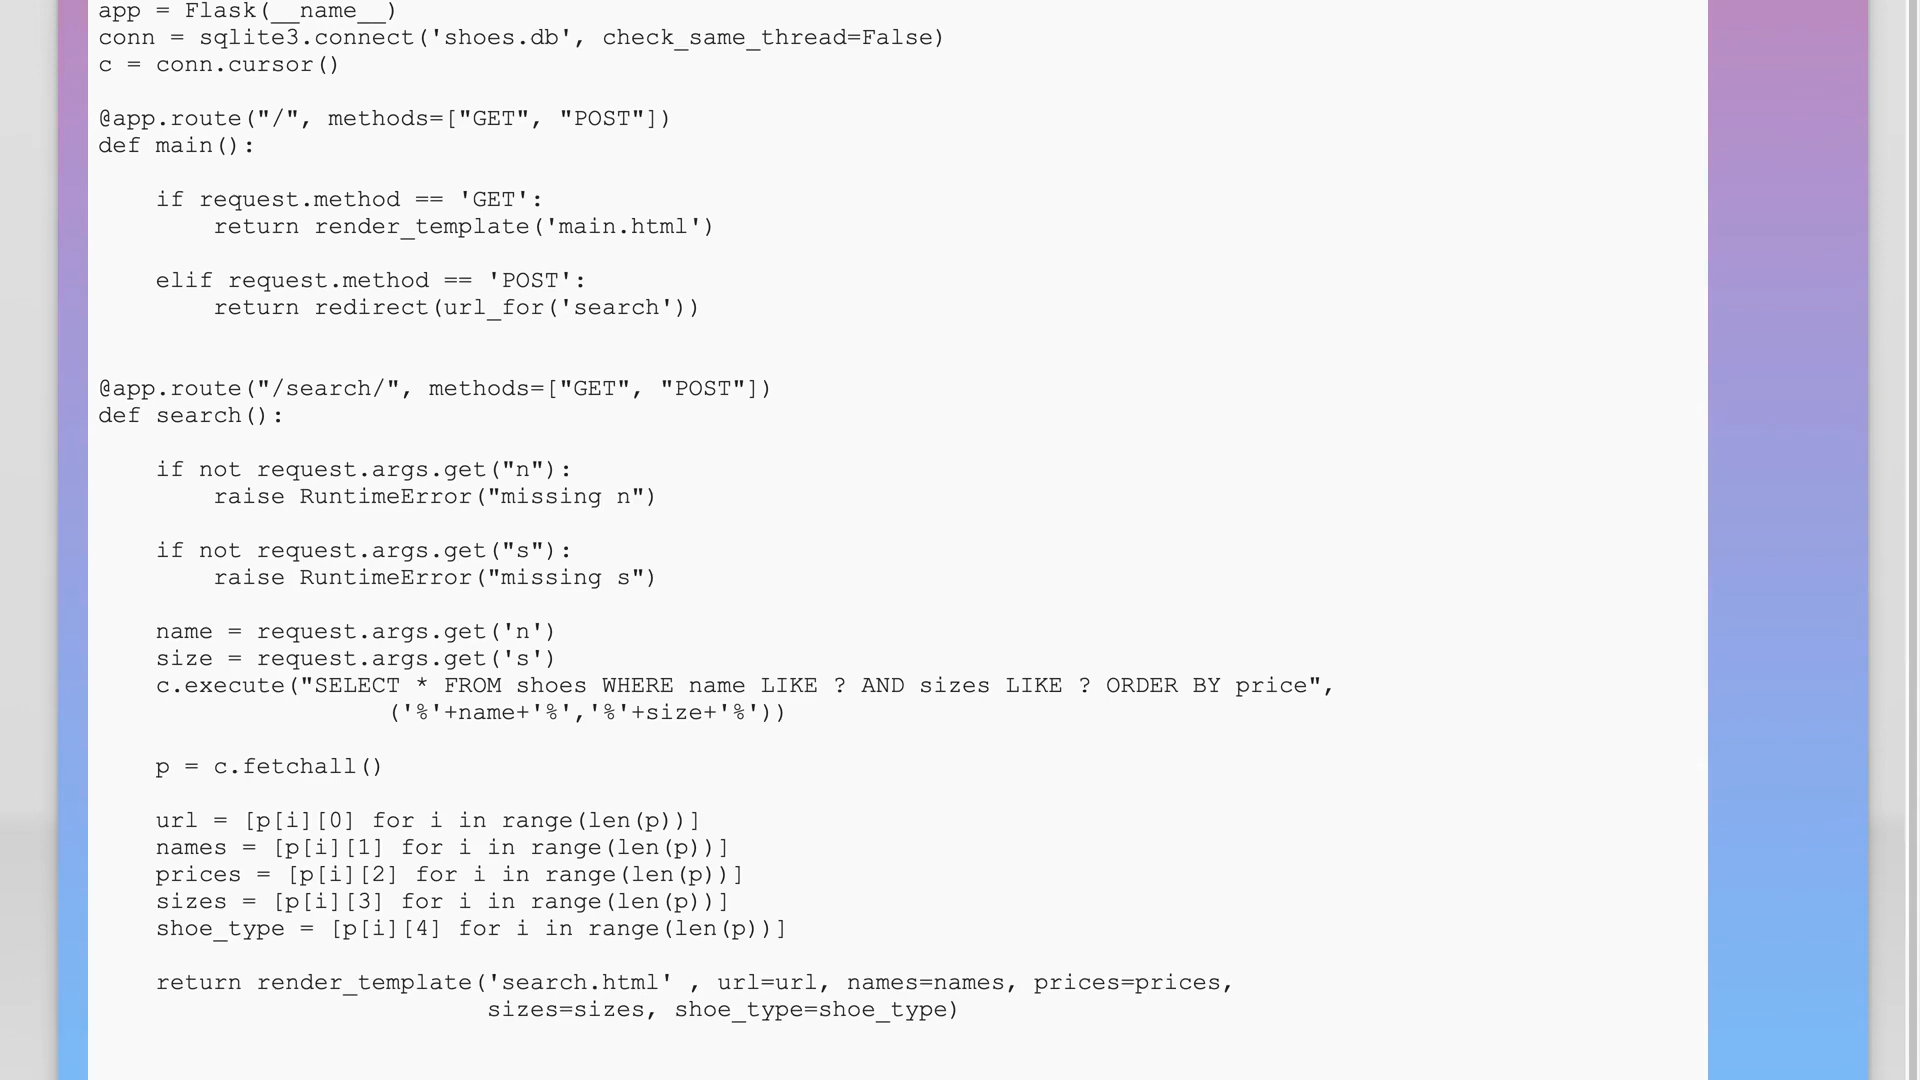 app = Flask(__name__)
conn = sqlite3.connect('shoes.db', check_same_thread=False)
c = conn.cursor()

@app.route("/", methods=["GET", "POST"])
def main():

    if request.method == 'GET':
        return render_template('main.html')

    elif request.method == 'POST':
        return redirect(url_for('search'))


@app.route("/search/", methods=["GET", "POST"])
def search():

    if not request.args.get("n"):
        raise RuntimeError("missing n")

    if not request.args.get("s"):
        raise RuntimeError("missing s")

    name = request.args.get('n')
    size = request.args.get('s')
    c.execute("SELECT * FROM shoes WHERE name LIKE ? AND sizes LIKE ? ORDER BY price",
                    ('%'+name+'%','%'+size+'%'))

    p = c.fetchall()

    url = [p[i][0] for i in range(len(p))]
    names = [p[i][1] for i in range(len(p))]
    prices = [p[i][2] for i in range(len(p))]
    sizes = [p[i][3] for i in range(len(p))]
    shoe_type = [p[i][4] for i in range(len(p))]

    return render_template('search.html' , url=url, names=names, prices=prices,
                           sizes=sizes, shoe_type=shoe_type)